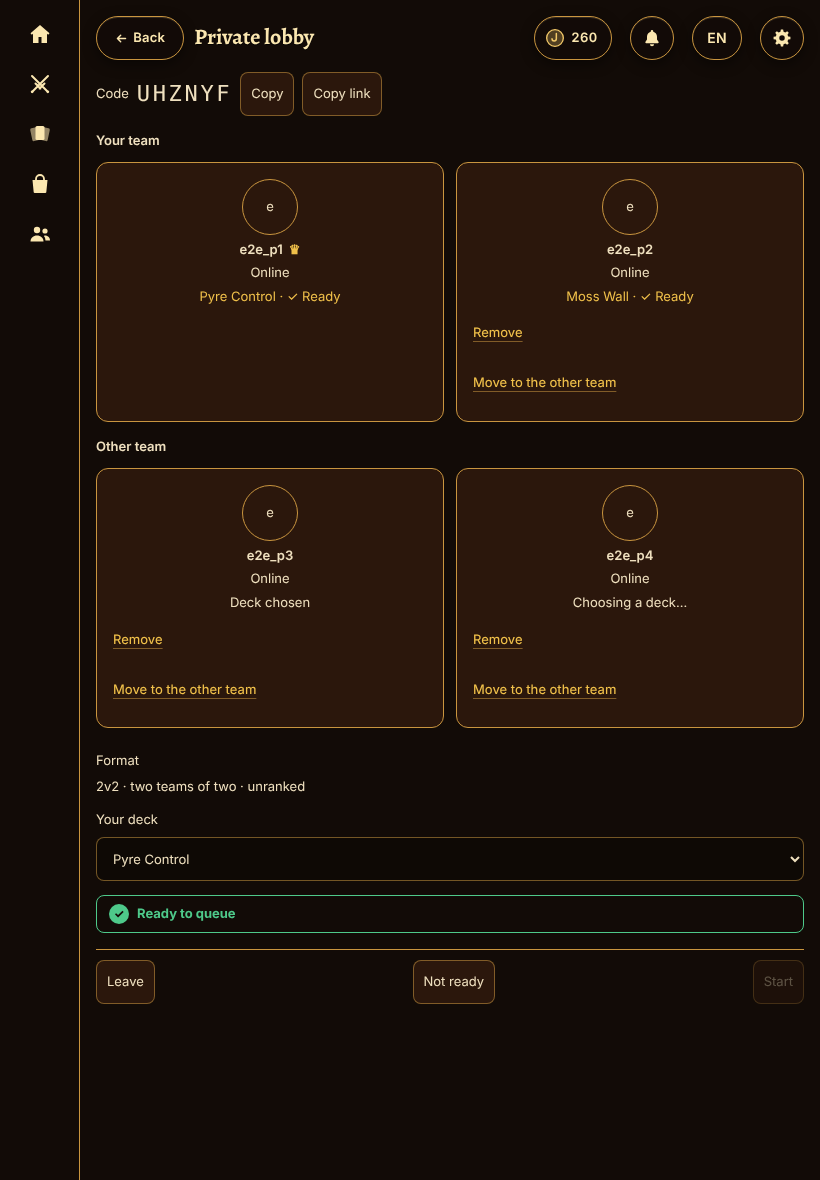 ← Back
Private lobby
J 260
EN
Code UHZNYF Copy Copy link
Your team
e
e2e_p1
Online
Pyre Control · ✓ Ready
e
e2e_p2
Online
Moss Wall · ✓ Ready
Remove
Move to the other team
Other team
e
e2e_p3
Online
Deck chosen
Remove
Move to the other team
e
e2e_p4
Online
Choosing a deck…
Remove
Move to the other team
Format
2v2 · two teams of two · unranked
Your deck
Pyre Control
Ready to queue
Leave
Not ready
Start